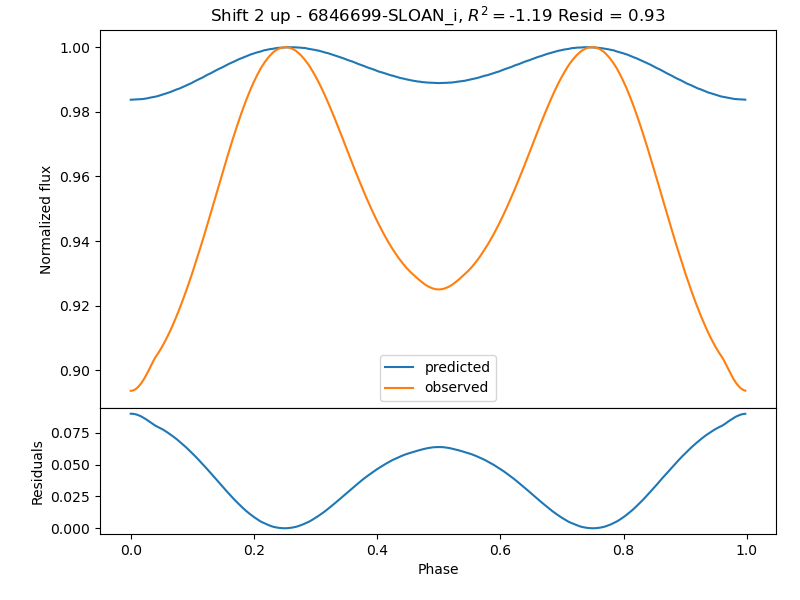 Shift 2 up - 6846699-SLOAN_i, $R^2 =$-1.19 Resid = 0.93
1.00
0.98
0.96
0.94
0.92
0.90
Normalized flux
predicted
observed
0.075
0.050
0.025
0.000
Residuals
0.0 0.2 0.4 0.6 0.8 1.0
Phase